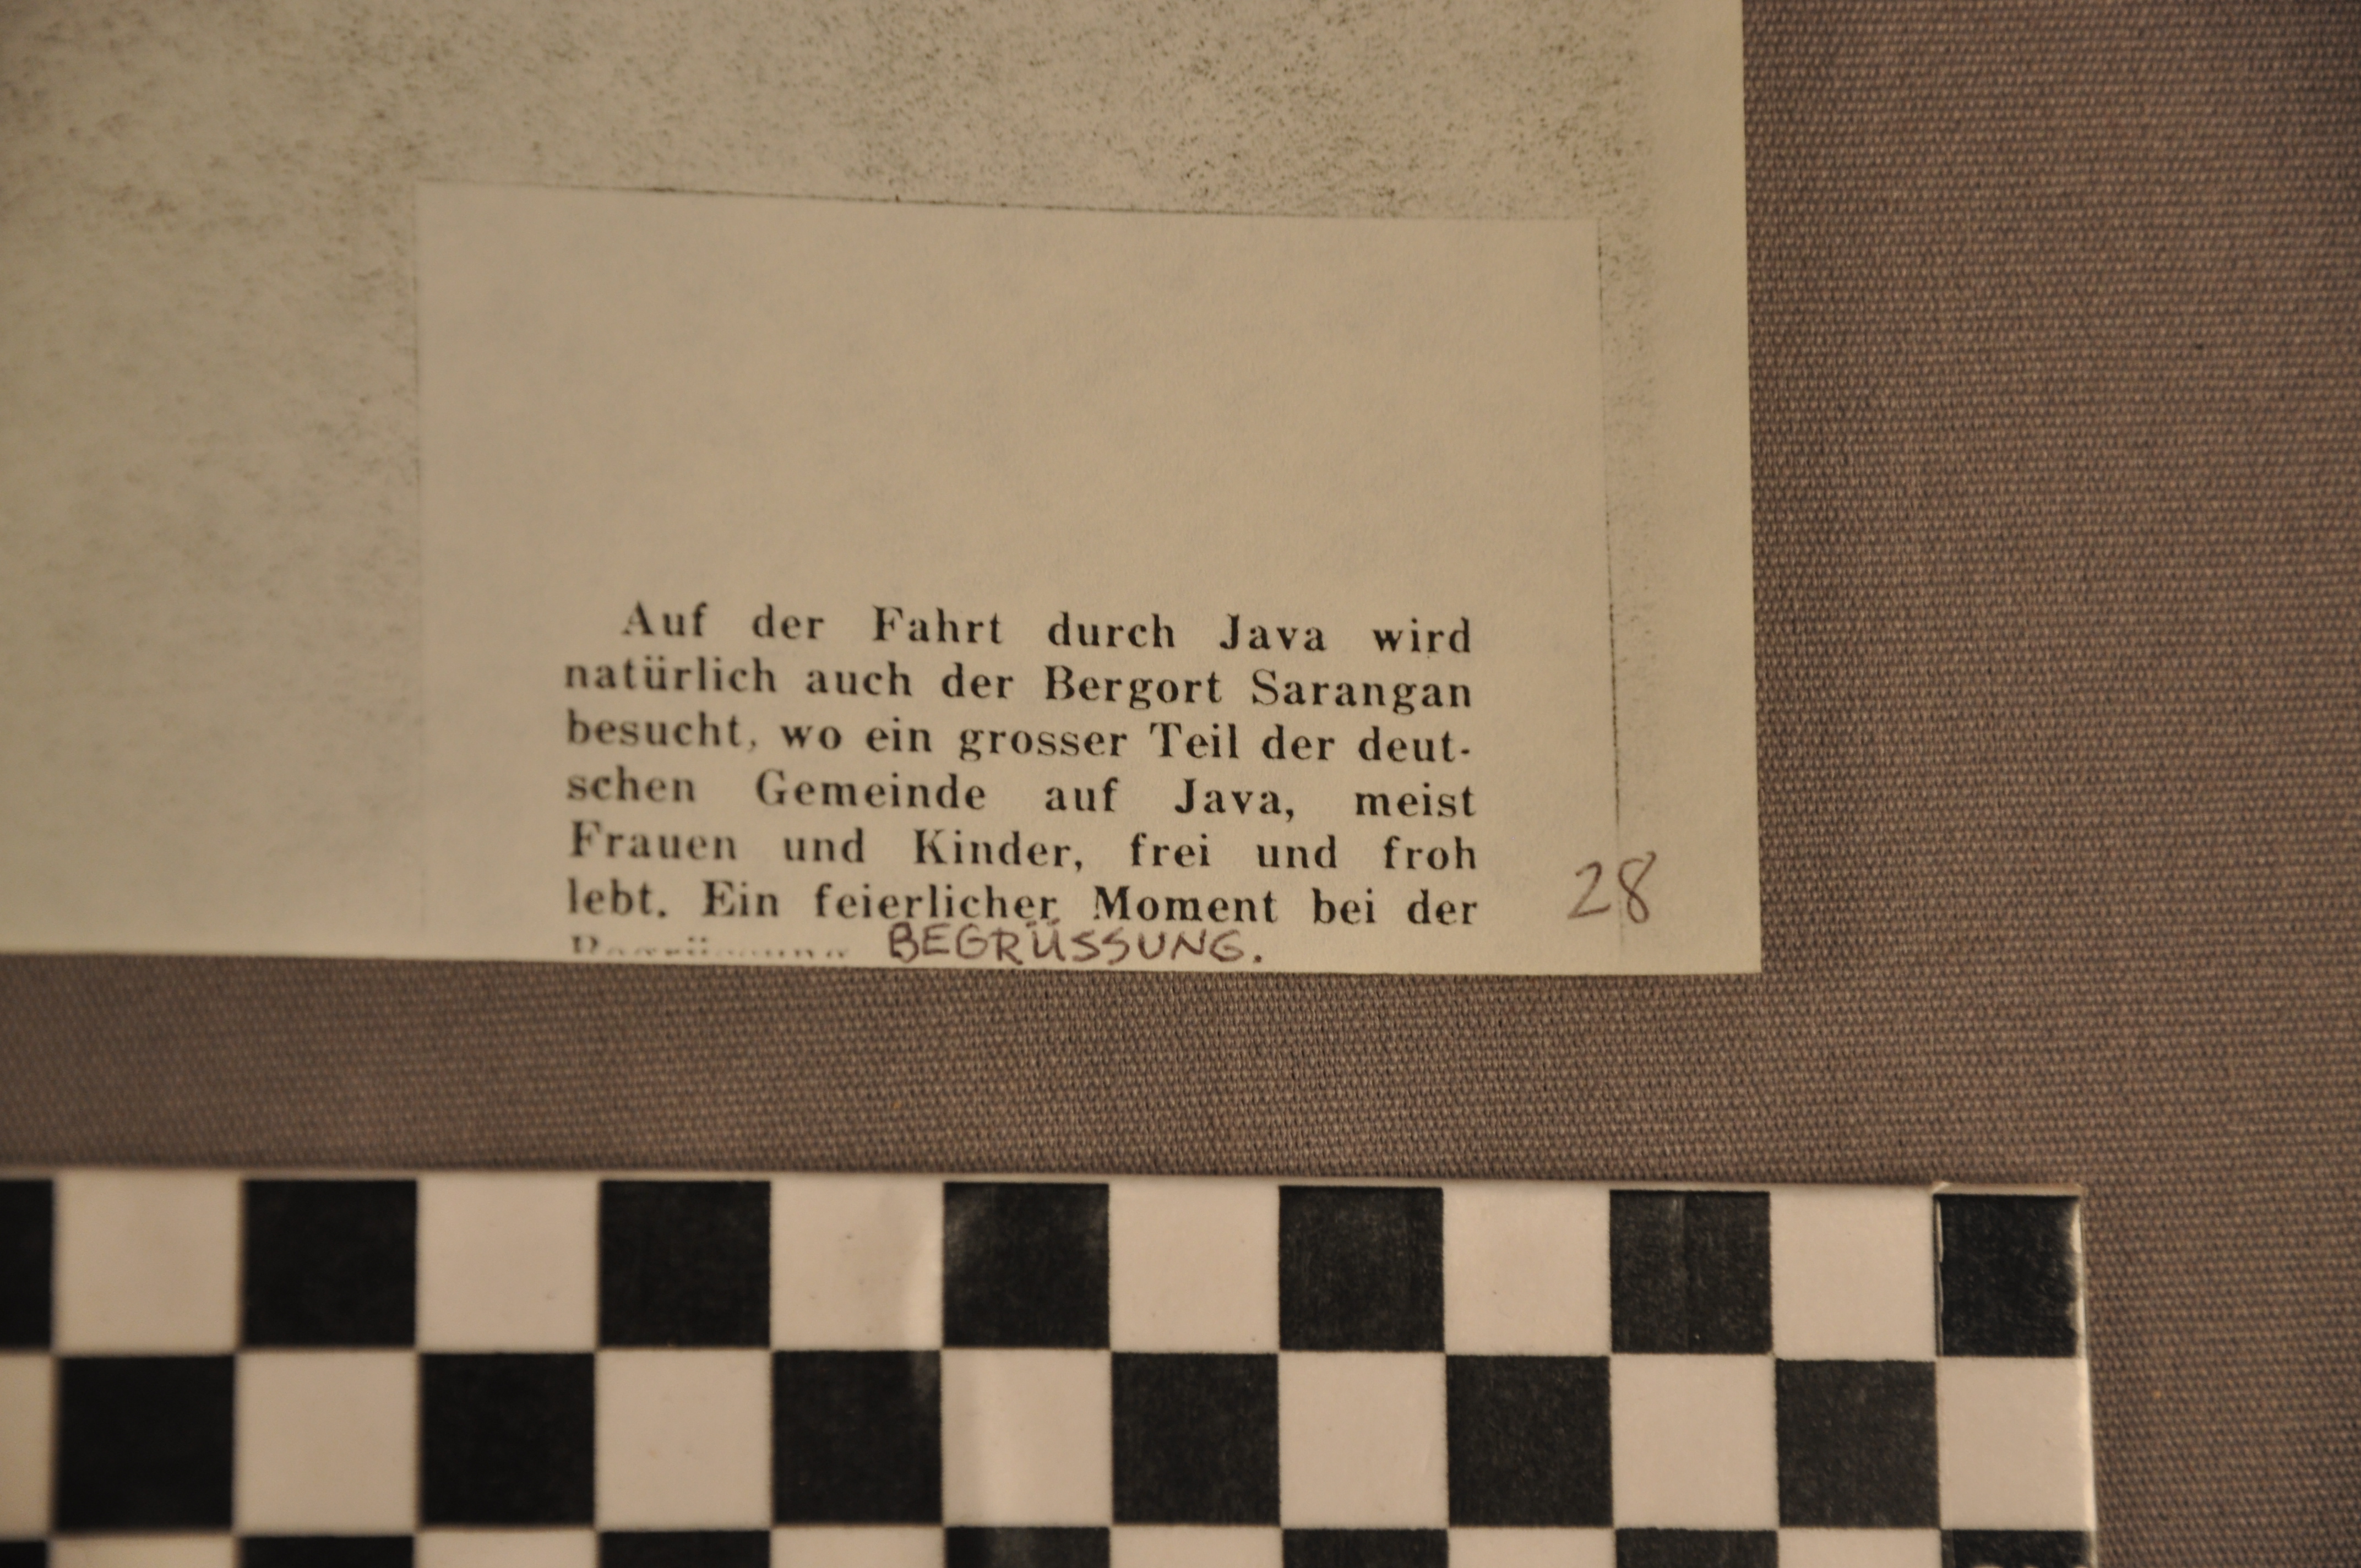 Auf der Fahrt durch Java wird
natürlich auch der Bergort Sarangan
besucht, wo ein grosser Teil der deut-
schen Gemeinde auf Java, meist
Frauen und Kinder, frei und froh
lebt. Ein feierlicher Moment bei der
Begrüssung BEGRÜSSUNG.
28